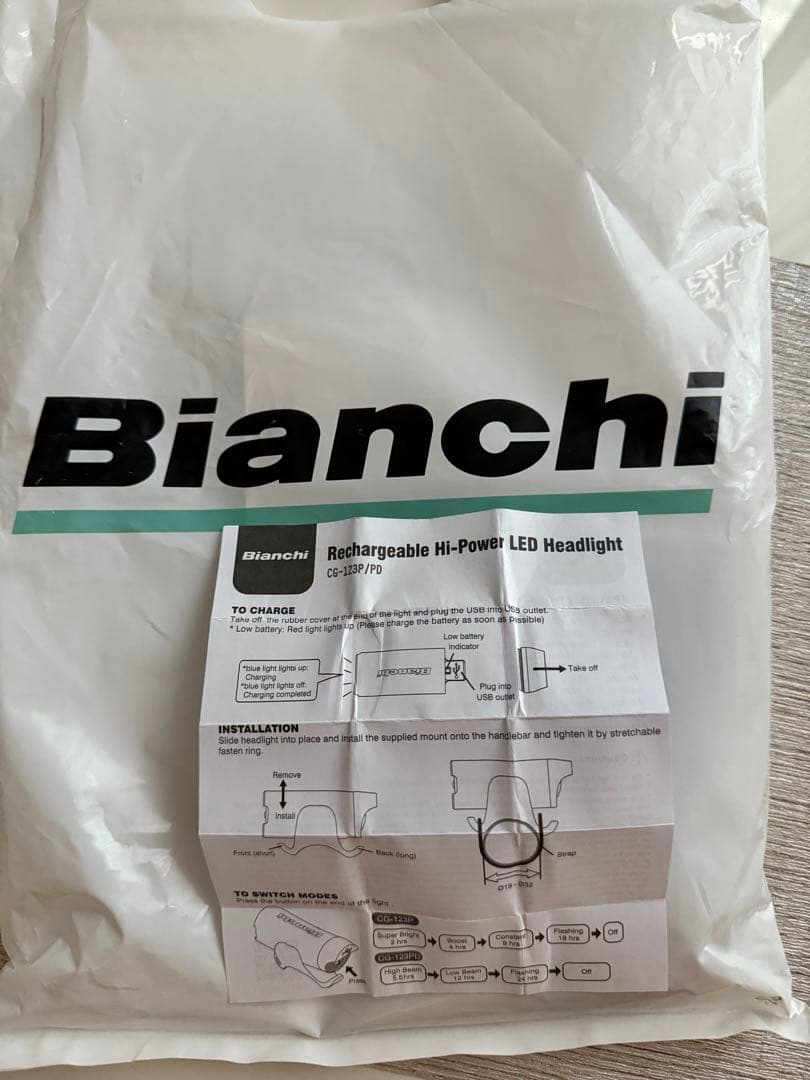 Bianchi
Bianchi
Rechargeable Hi-Power LED Headlight
CG-123P/PD
TO CHARGE
Take off the rubber cover at the end of the light and plug the USB into USB outlet.
* Low battery: Red light lights up (Please charge the battery as soon as possible)
Low battery
indicator
*blue light lights up:
Charging
*blue light lights off:
Charging completed
Bianchi
Plug into
USB outlet
Take off
INSTALLATION
Slide headlight into place and install the supplied mount onto the handlebar and tighten it by stretchable
fasten ring.
Remove
Install
Front (short)
Back (long)
Strap
Ø19-Ø32
TO SWITCH MODES
Press the button on the end of the light
Press
CG-123P
Super Bright
2 hrs
Boost
4 hrs
Constant
9 hrs
Flashing
18 hrs
Off
CG-123PD
High Beam
5.5hrs
Low Beam
12 hrs
Flashing
24 hrs
Off